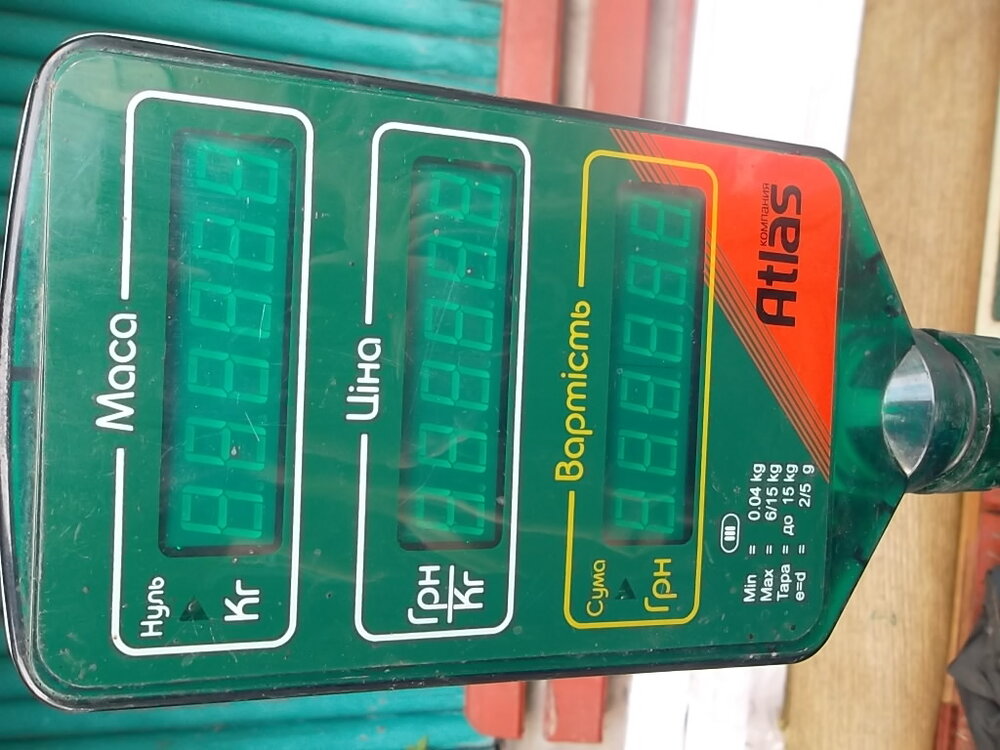 Маса
Нуль
Кг
Ціна
Грн
Кг
Вартість
Сума
Грн
Min = 0.04 kg
Max = 6/15 kg
Тара = до 15 kg
e=d = 2/5 g
компания
Atlas